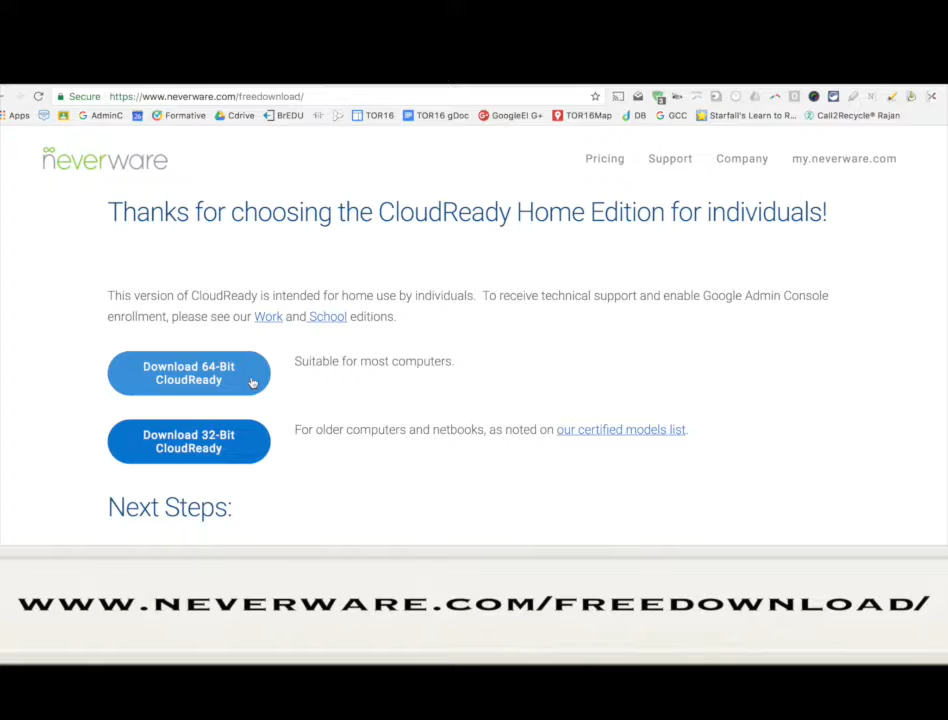 Secure https://www.neverware.com/freedownload/
Apps AdminC 26 Formative Cdrive BrEDU TOR16 TOR16 gDoc GoogleEI G+ TOR16Map DB GCC Starfall's Learn to R... Call2Recycle® Rajan
neverware Pricing Support Company my.neverware.com
Thanks for choosing the CloudReady Home Edition for individuals!
This version of CloudReady is intended for home use by individuals. To receive technical support and enable Google Admin Console
enrollment, please see our Work and School editions.
Download 64-Bit
CloudReady
Suitable for most computers.
Download 32-Bit
CloudReady
For older computers and netbooks, as noted on our certified models list.
Next Steps:
WWW.NEVERWARE.COM/FREEDOWNLOAD/